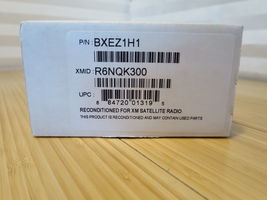 P/N: BXEZ1H1
XMID: R6NQK300
UPC:
8 84720 01319 5
RECONDITIONED FOR XM SATELLITE RADIO.
THIS PRODUCT IS RECONDITIONED AND MAY CONTAIN USED PARTS